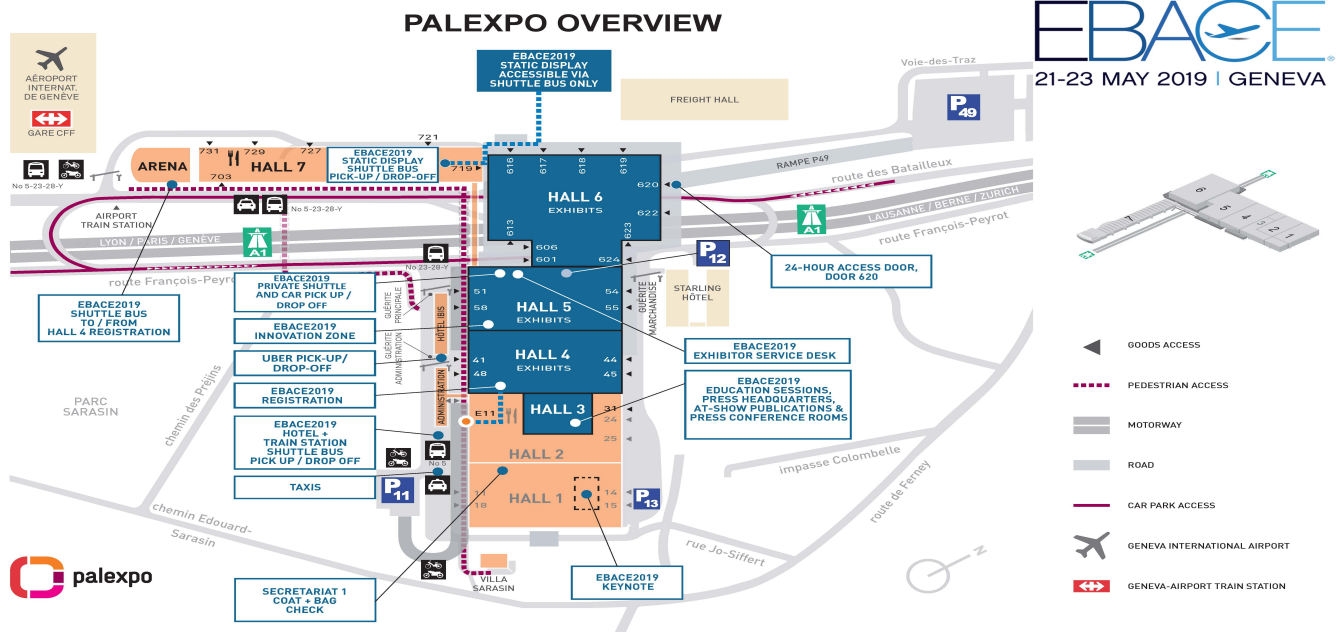 PALEXPO OVERVIEW
EBACE®
21-23 MAY 2019 | GENEVA
AÉROPORT
INTERNAT.
DE GENÈVE
GARE CFF
EBACE2019
STATIC DISPLAY
ACCESSIBLE VIA
SHUTTLE BUS ONLY
FREIGHT HALL
Voie-des-Traz
P49
RAMPE P49
route des Batailleux
LAUSANNE / BERNE / ZURICH
route François-Peyrot
A1
No 5-23-28-Y
ARENA
731
729
727
721
703
HALL 7
EBACE2019
STATIC DISPLAY
SHUTTLE BUS
PICK-UP / DROP-OFF
719
No 5-23-28-Y
AIRPORT
TRAIN STATION
LYON / PARIS / GENÈVE
A1
route François-Peyrot
No 23-28-Y
616
617
618
619
620
622
613
623
606
601
624
HALL 6
EXHIBITS
P12
24-HOUR ACCESS DOOR,
DOOR 620
EBACE2019
SHUTTLE BUS
TO / FROM
HALL 4 REGISTRATION
EBACE2019
PRIVATE SHUTTLE
AND CAR PICK UP /
DROP OFF
EBACE2019
INNOVATION ZONE
UBER PICK-UP/
DROP-OFF
EBACE2019
REGISTRATION
EBACE2019
HOTEL +
TRAIN STATION
SHUTTLE BUS
PICK UP / DROP OFF
TAXIS
GUÉRITE
PRINCIPALE
GUÉRITE
ADMINISTRATION
HÔTEL IBIS
ADMINISTRATION
51
58
54
55
HALL 5
EXHIBITS
GUÉRITE
MARCHANDISE
STARLING
HÔTEL
41
48
44
45
HALL 4
EXHIBITS
EBACE2019
EXHIBITOR SERVICE DESK
EBACE2019
EDUCATION SESSIONS,
PRESS HEADQUARTERS,
AT-SHOW PUBLICATIONS &
PRESS CONFERENCE ROOMS
E11
HALL 3
31
24
25
HALL 2
HALL 1
11
18
14
15
P13
No 5
P11
PARC
SARASIN
chemin des Préjins
chemin Edouard-
Sarasin
impasse Colombelle
route de Ferney
rue Jo-Siffert
N
VILLA
SARASIN
SECRETARIAT 1
COAT + BAG
CHECK
EBACE2019
KEYNOTE
palexpo
7
6
5
4
3
2
1
GOODS ACCESS
PEDESTRIAN ACCESS
MOTORWAY
ROAD
CAR PARK ACCESS
GENEVA INTERNATIONAL AIRPORT
GENEVA-AIRPORT TRAIN STATION